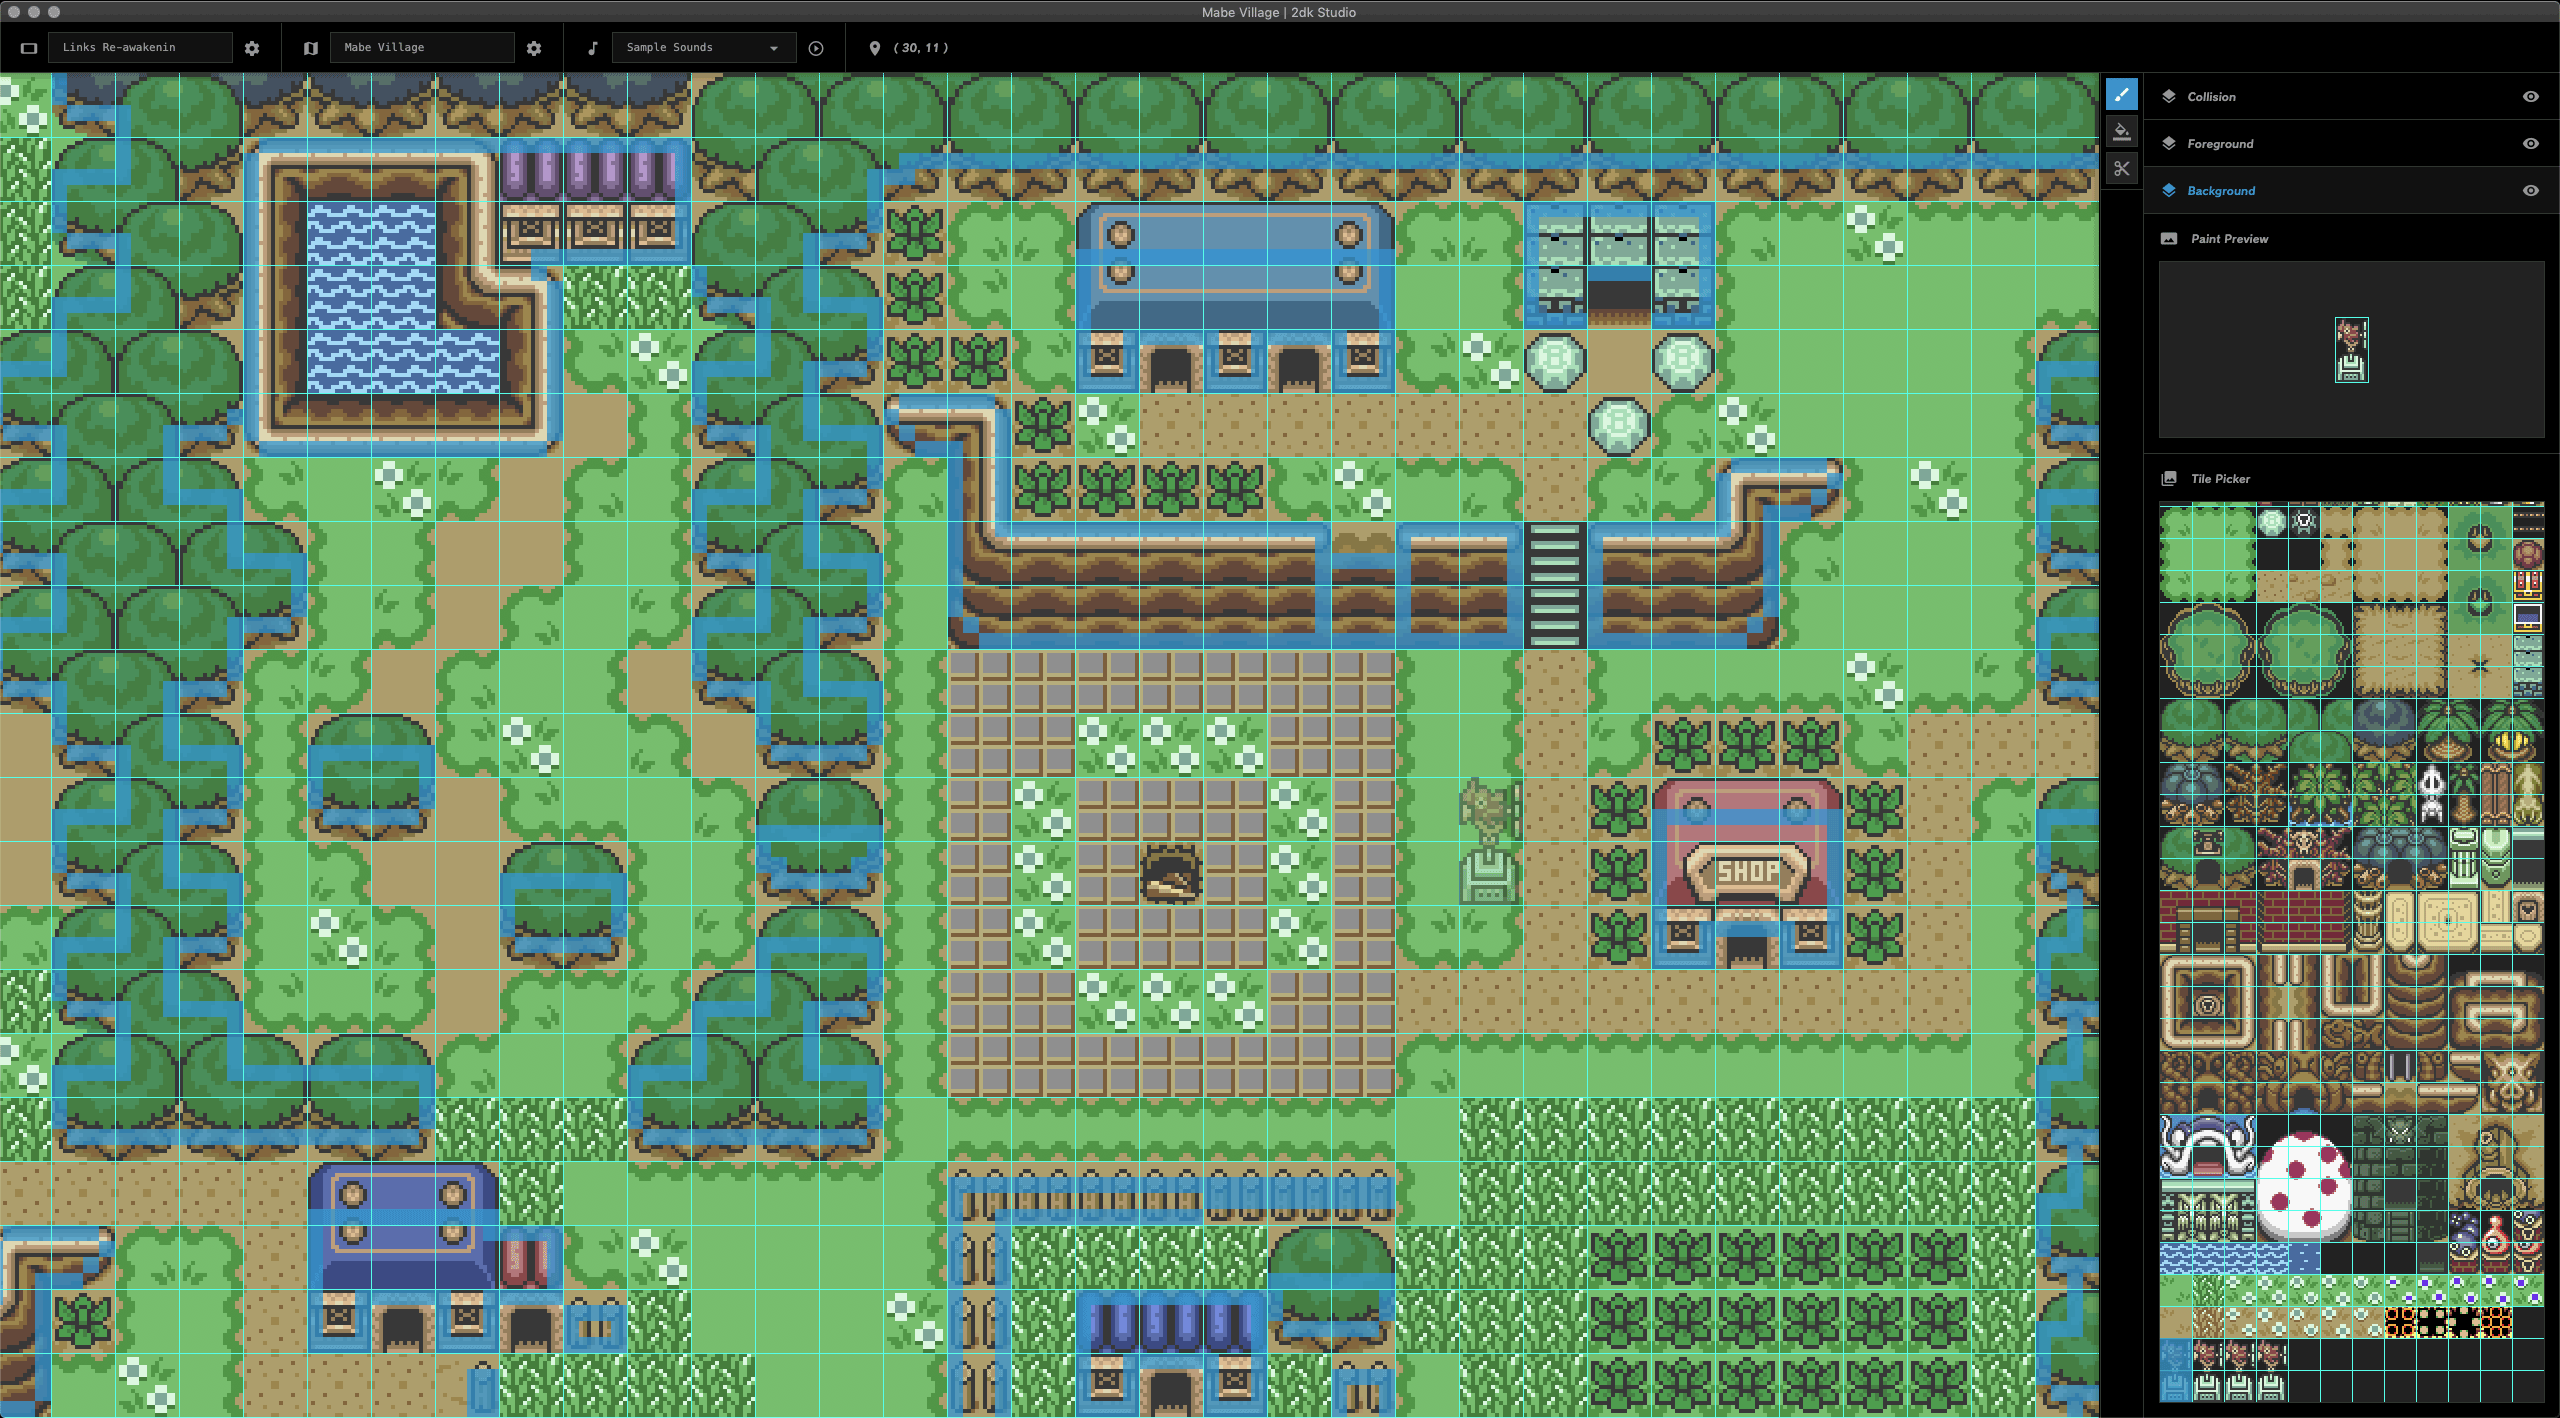 Mabe Village | 2dk Studio
Links Re-awakenin
Mabe Village
Sample Sounds
( 30, 11 )
Collision
Foreground
Background
Paint Preview
Tile Picker
SHOP